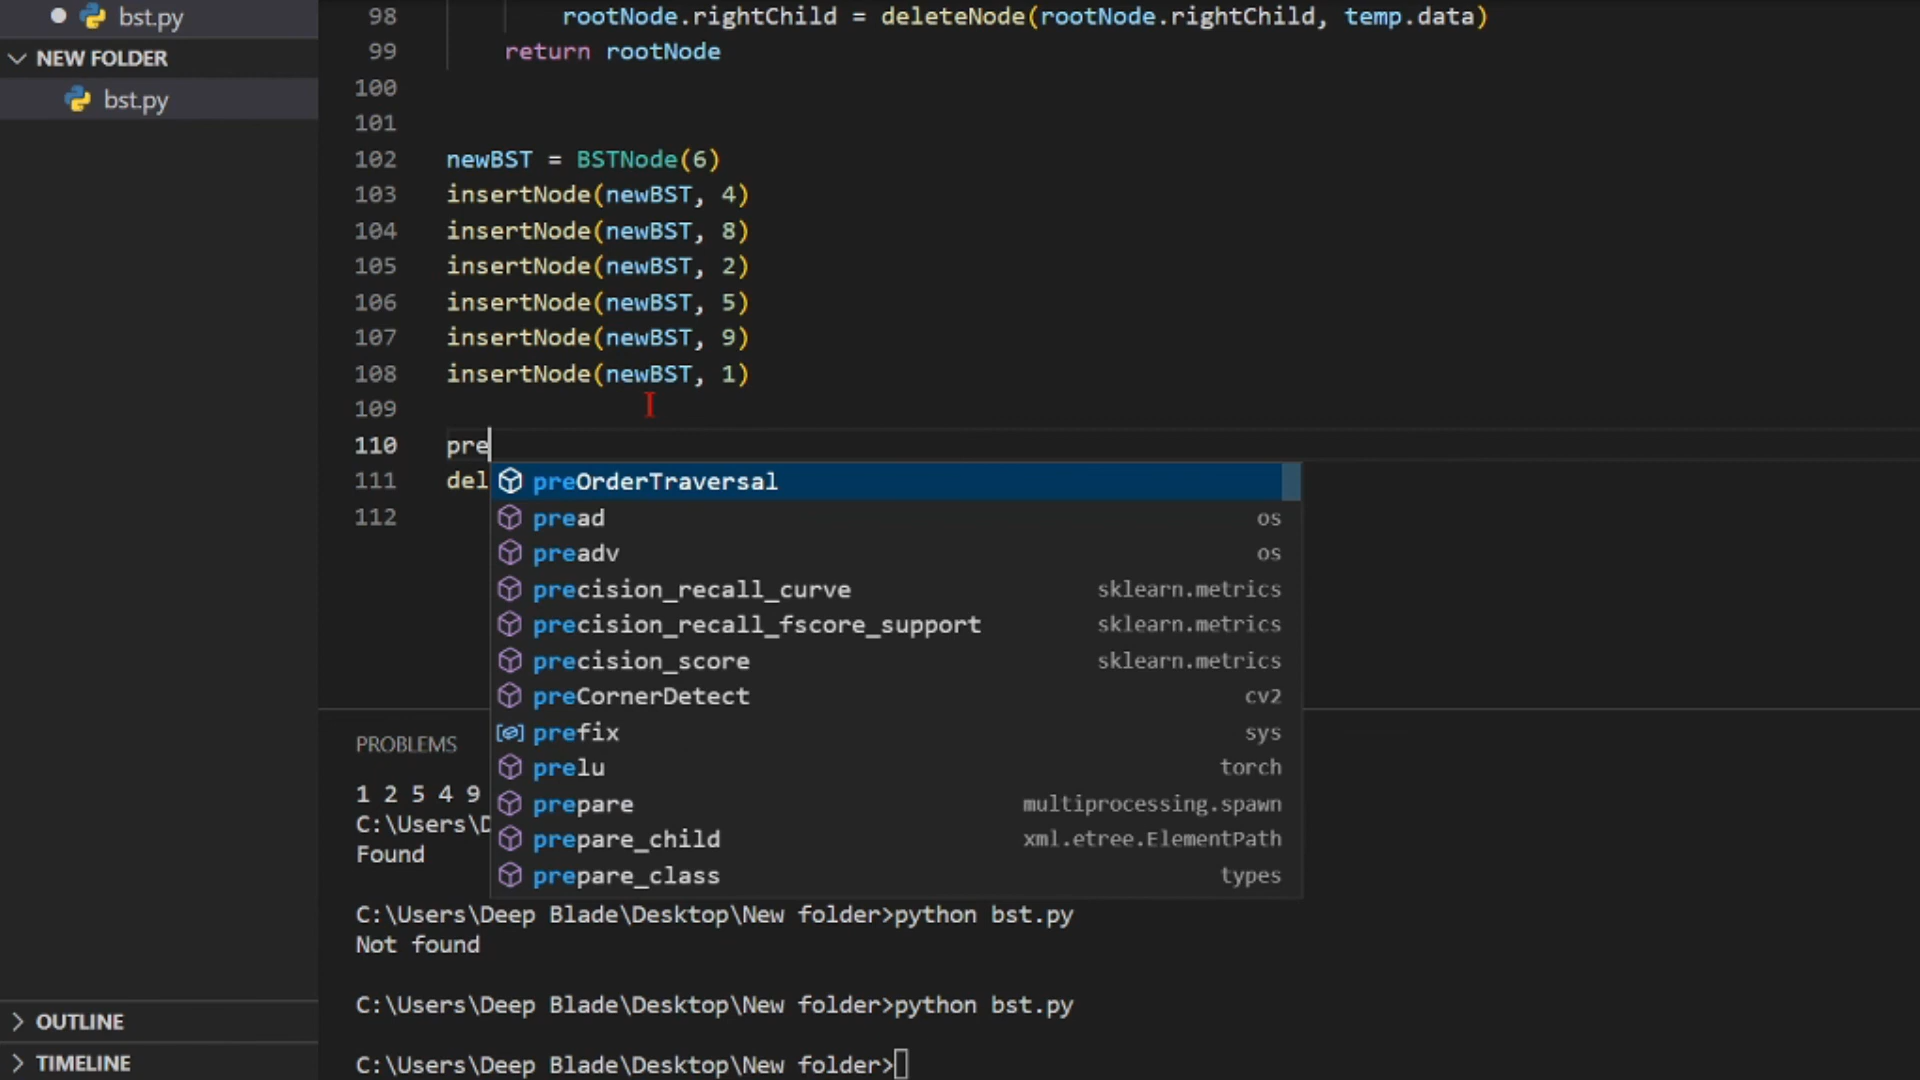 bst.py
NEW FOLDER
bst.py
OUTLINE
TIMELINE
98 rootNode.rightChild = deleteNode(rootNode.rightChild, temp.data)
99 return rootNode
100
101
102 newBST = BSTNode(6)
103 insertNode(newBST, 4)
104 insertNode(newBST, 8)
105 insertNode(newBST, 2)
106 insertNode(newBST, 5)
107 insertNode(newBST, 9)
108 insertNode(newBST, 1)
109
110 pre
111 del
112
preOrderTraversal
pread os
preadv os
precision_recall_curve sklearn.metrics
precision_recall_fscore_support sklearn.metrics
precision_score sklearn.metrics
preCornerDetect cv2
prefix sys
prelu torch
prepare multiprocessing.spawn
prepare_child xml.etree.ElementPath
prepare_class types
PROBLEMS
1 2 5 4 9
C:\Users\D
Found
C:\Users\Deep Blade\Desktop\New folder>python bst.py
Not found
C:\Users\Deep Blade\Desktop\New folder>python bst.py
C:\Users\Deep Blade\Desktop\New folder>